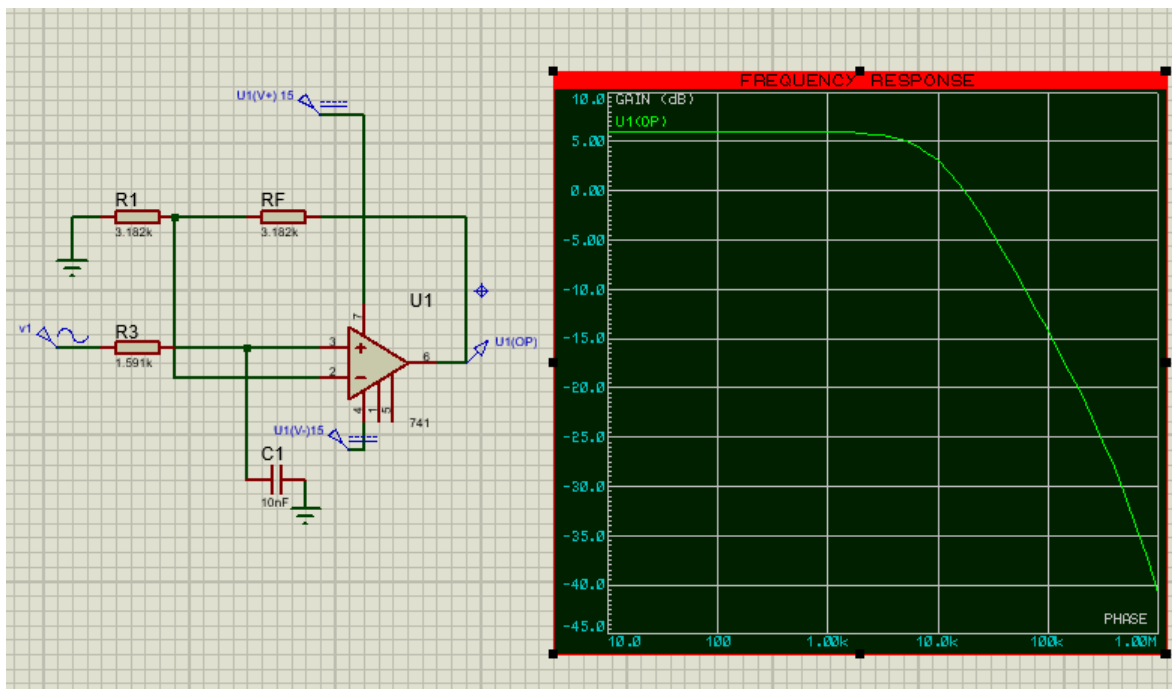 U1(V+) 15
R1
3.182k
RF
3.182k
v1
R3
1.591k
U1
7
3
2
6
4
1
5
741
U1(OP)
U1(V-)15
C1
10nF
FREQUENCY RESPONSE
GAIN (dB)
U1(OP)
10.0
5.00
0.00
-5.00
-10.0
-15.0
-20.0
-25.0
-30.0
-35.0
-40.0
-45.0
PHASE
10.0 100 1.00k 10.0k 100k 1.00M